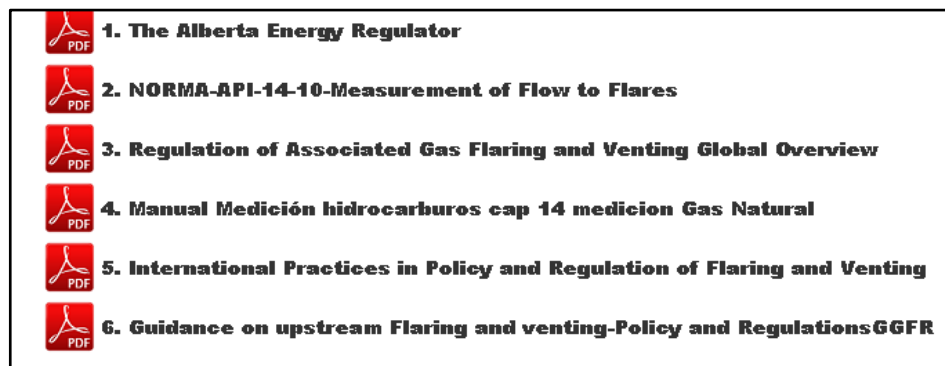 PDF 1. The Alberta Energy Regulator
PDF 2. NORMA-API-14-10-Measurement of Flow to Flares
PDF 3. Regulation of Associated Gas Flaring and Venting Global Overview
PDF 4. Manual Medición hidrocarburos cap 14 medicion Gas Natural
PDF 5. International Practices in Policy and Regulation of Flaring and Venting
PDF 6. Guidance on upstream Flaring and venting-Policy and RegulationsGGFR